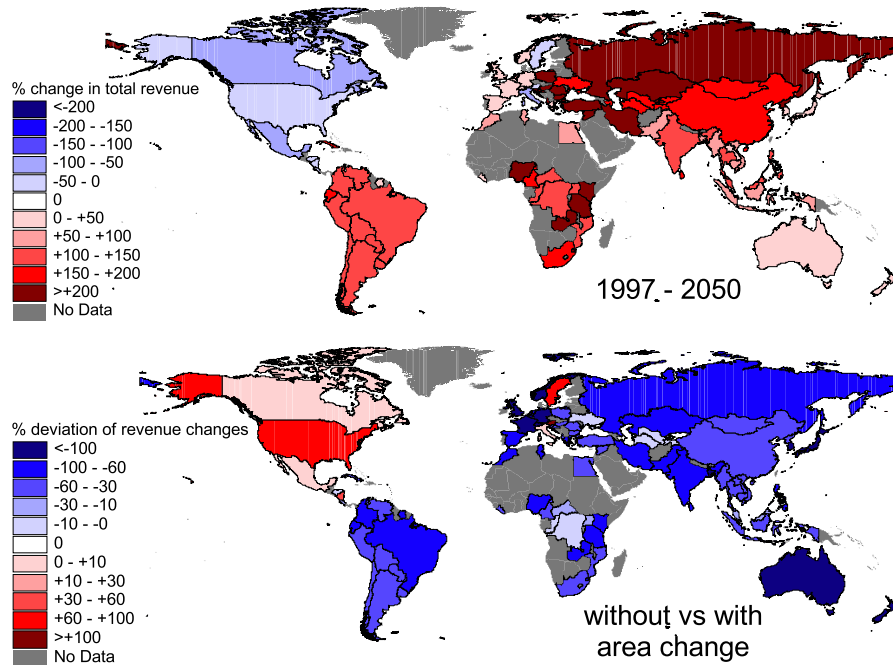 % change in total revenue
<-200
-200 - -150
-150 - -100
-100 - -50
-50 - 0
0
0 - +50
+50 - +100
+100 - +150
+150 - +200
>+200
No Data
1997 - 2050
% deviation of revenue changes
<-100
-100 - -60
-60 - -30
-30 - -10
-10 - -0
0
0 - +10
+10 - +30
+30 - +60
+60 - +100
>+100
No Data
without vs with
area change